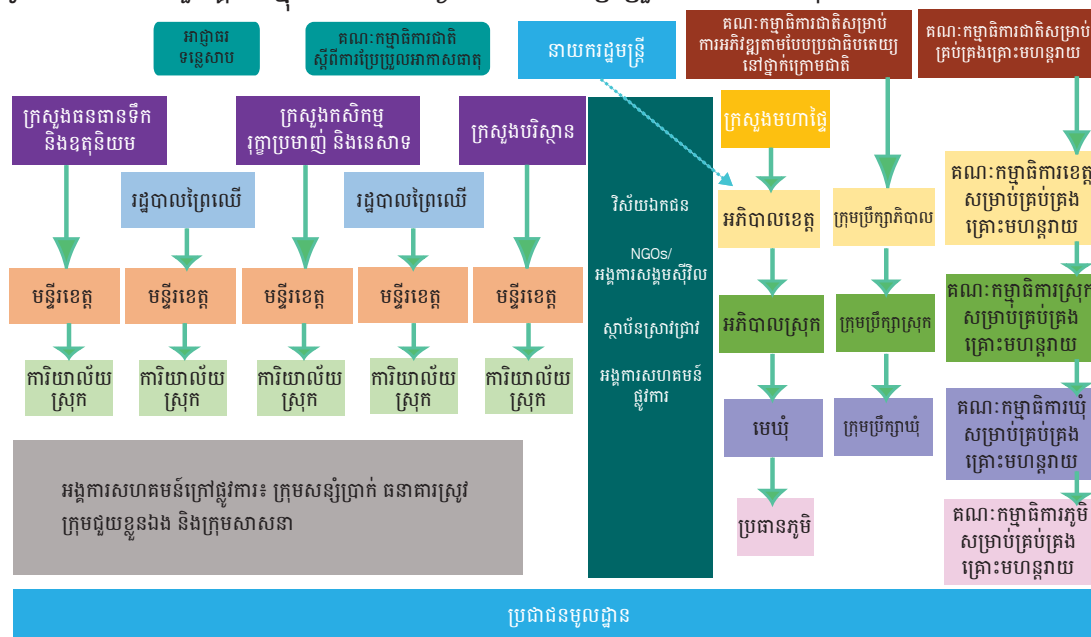 អាជ្ញាធរ
ទន្លេសាប
គណៈកម្មាធិការជាតិ
ស្តីពីការប្រែប្រួលអាកាសធាតុ
នាយករដ្ឋមន្ត្រី
គណៈកម្មាធិការជាតិសម្រាប់
ការអភិវឌ្ឍតាមបែបប្រជាធិបតេយ្យ
នៅថ្នាក់ក្រោមជាតិ
គណៈកម្មាធិការជាតិសម្រាប់
គ្រប់គ្រងគ្រោះមហន្តរាយ
ក្រសួងធនធានទឹក
និងឧតុនិយម
ក្រសួងកសិកម្ម
រុក្ខាប្រមាញ់ និងនេសាទ
ក្រសួងបរិស្ថាន
ក្រសួងមហាផ្ទៃ
រដ្ឋបាលព្រៃឈើ
រដ្ឋបាលព្រៃឈើ
មន្ទីរខេត្ត
មន្ទីរខេត្ត
មន្ទីរខេត្ត
មន្ទីរខេត្ត
មន្ទីរខេត្ត
ការិយាល័យ
ស្រុក
ការិយាល័យ
ស្រុក
ការិយាល័យ
ស្រុក
ការិយាល័យ
ស្រុក
ការិយាល័យ
ស្រុក
វិស័យឯកជន
NGOs/
អង្គការសង្គមស៊ីវិល
ស្ថាប័នស្រាវជ្រាវ
អង្គការសហគមន៍
ផ្លូវការ
អភិបាលខេត្ត
អភិបាលស្រុក
មេឃុំ
ប្រធានភូមិ
ក្រុមប្រឹក្សាភិបាល
ក្រុមប្រឹក្សាស្រុក
ក្រុមប្រឹក្សាឃុំ
គណៈកម្មាធិការខេត្ត
សម្រាប់គ្រប់គ្រង
គ្រោះមហន្តរាយ
គណៈកម្មាធិការស្រុក
សម្រាប់គ្រប់គ្រង
គ្រោះមហន្តរាយ
គណៈកម្មាធិការឃុំ
សម្រាប់គ្រប់គ្រង
គ្រោះមហន្តរាយ
គណៈកម្មាធិការភូមិ
សម្រាប់គ្រប់គ្រង
គ្រោះមហន្តរាយ
អង្គការសហគមន៍ក្រៅផ្លូវការ៖ ក្រុមសន្សំប្រាក់ ធនាគារស្រូវ
ក្រុមជួយខ្លួនឯង និងក្រុមសាសនា
ប្រជាជនមូលដ្ឋាន